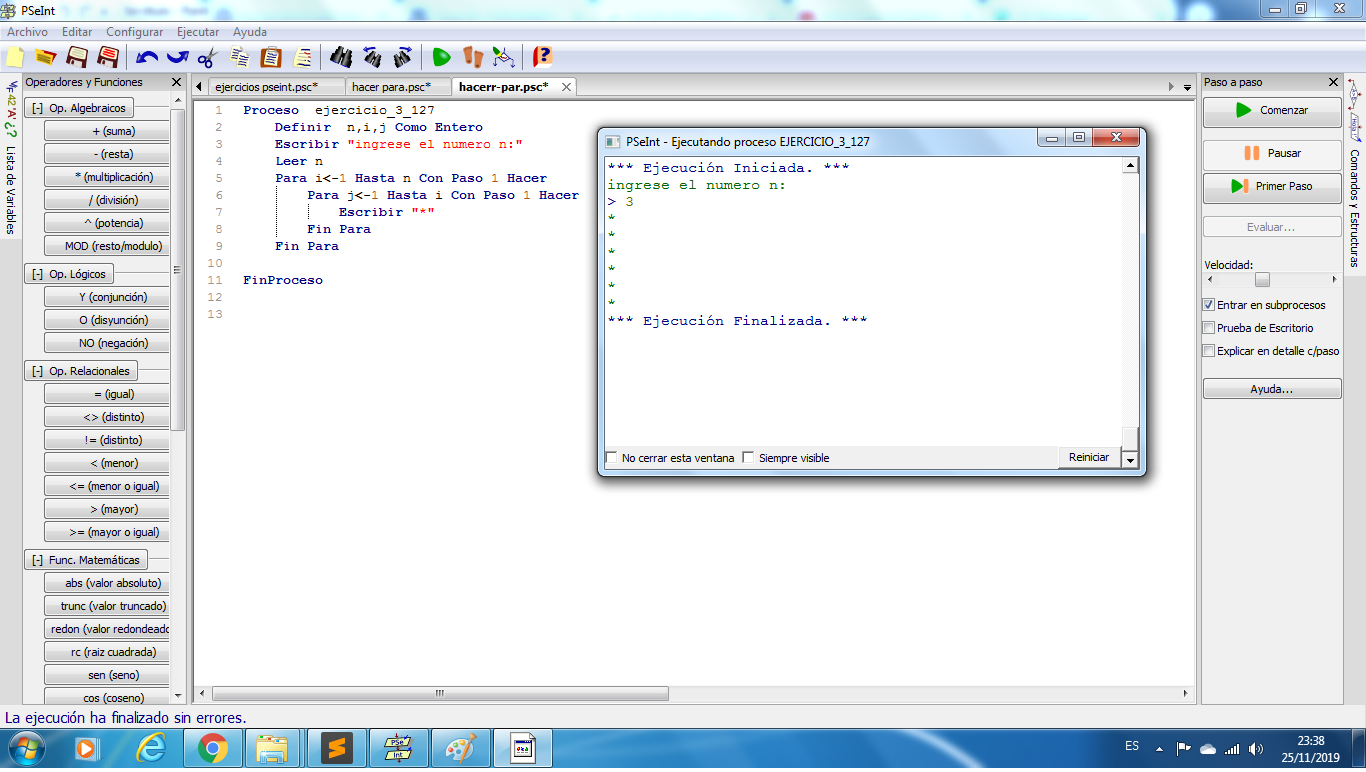 PSeInt
Archivo Editar Configurar Ejecutar Ayuda
Operadores y Funciones
[-] Op. Algebraicos
+ (suma)
- (resta)
* (multiplicación)
/ (división)
^ (potencia)
MOD (resto/modulo)
[-] Op. Lógicos
Y (conjunción)
O (disyunción)
NO (negación)
[-] Op. Relacionales
= (igual)
<> (distinto)
!= (distinto)
< (menor)
<= (menor o igual)
> (mayor)
>= (mayor o igual)
[-] Func. Matemáticas
abs (valor absoluto)
trunc (valor truncado)
redon (valor redondeado
rc (raiz cuadrada)
sen (seno)
cos (coseno)
Lista de Variables
ejercicios pseint.psc* hacer para.psc* hacerr-par.psc*
1 Proceso ejercicio_3_127
2 Definir n,i,j Como Entero
3 Escribir "ingrese el numero n:"
4 Leer n
5 Para i<-1 Hasta n Con Paso 1 Hacer
6 Para j<-1 Hasta i Con Paso 1 Hacer
7 Escribir "*"
8 Fin Para
9 Fin Para
10
11 FinProceso
12
13
PSeInt - Ejecutando proceso EJERCICIO_3_127
*** Ejecución Iniciada. ***
ingrese el numero n:
> 3
*
*
*
*
*
*
*** Ejecución Finalizada. ***
No cerrar esta ventana Siempre visible Reiniciar
Paso a paso
Comenzar
Pausar
Primer Paso
Evaluar...
Velocidad:
Entrar en subprocesos
Prueba de Escritorio
Explicar en detalle c/paso
Ayuda...
Comandos y Estructuras
La ejecución ha finalizado sin errores.
ES
23:38
25/11/2019